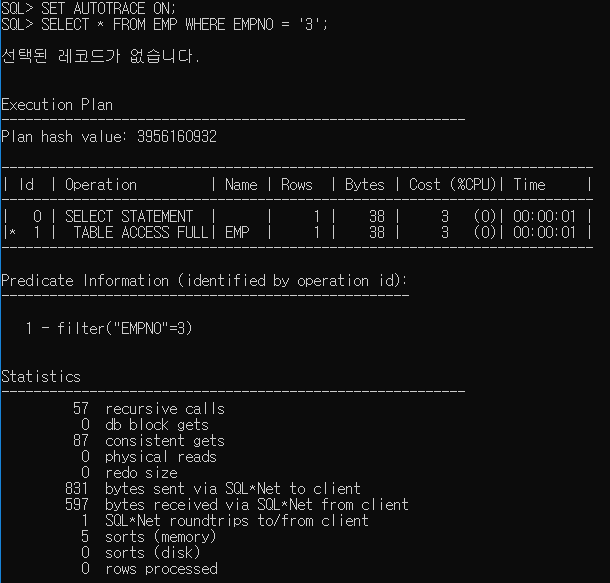 SQL> SET AUTOTRACE ON;
SQL> SELECT * FROM EMP WHERE EMPNO = '3';
선택된 레코드가 없습니다.
Execution Plan
----------------------------------------------------------
Plan hash value: 3956160932
--------------------------------------------------------------------------
| Id  | Operation         | Name | Rows  | Bytes | Cost (%CPU)| Time     |
--------------------------------------------------------------------------
|   0 | SELECT STATEMENT  |      |     1 |    38 |     3   (0)| 00:00:01 |
|*  1 |  TABLE ACCESS FULL| EMP  |     1 |    38 |     3   (0)| 00:00:01 |
--------------------------------------------------------------------------
Predicate Information (identified by operation id):
---------------------------------------------------
   1 - filter("EMPNO"=3)
Statistics
----------------------------------------------------------
         57  recursive calls
          0  db block gets
         87  consistent gets
          0  physical reads
          0  redo size
        831  bytes sent via SQL*Net to client
        597  bytes received via SQL*Net from client
          1  SQL*Net roundtrips to/from client
          5  sorts (memory)
          0  sorts (disk)
          0  rows processed